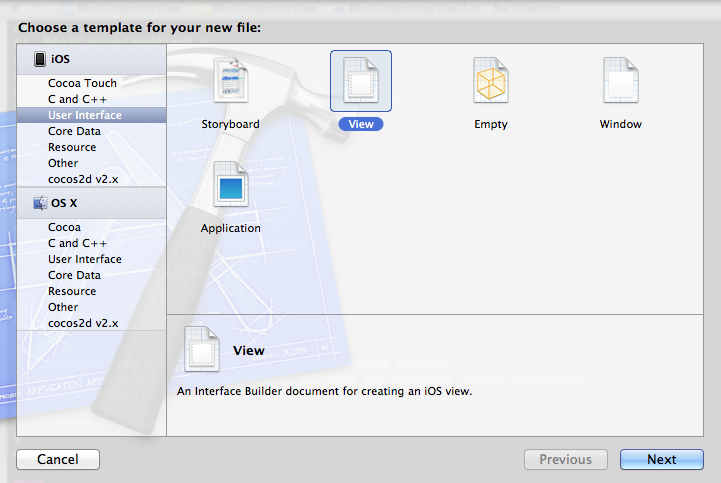 Choose a template for your new file:
iOS
Cocoa Touch
C and C++
User Interface
Core Data
Resource
Other
cocos2d v2.x
OS X
Cocoa
C and C++
User Interface
Core Data
Resource
Other
cocos2d v2.x
Storyboard
View
Empty
Window
Application
View
An Interface Builder document for creating an iOS view.
Cancel
Previous
Next